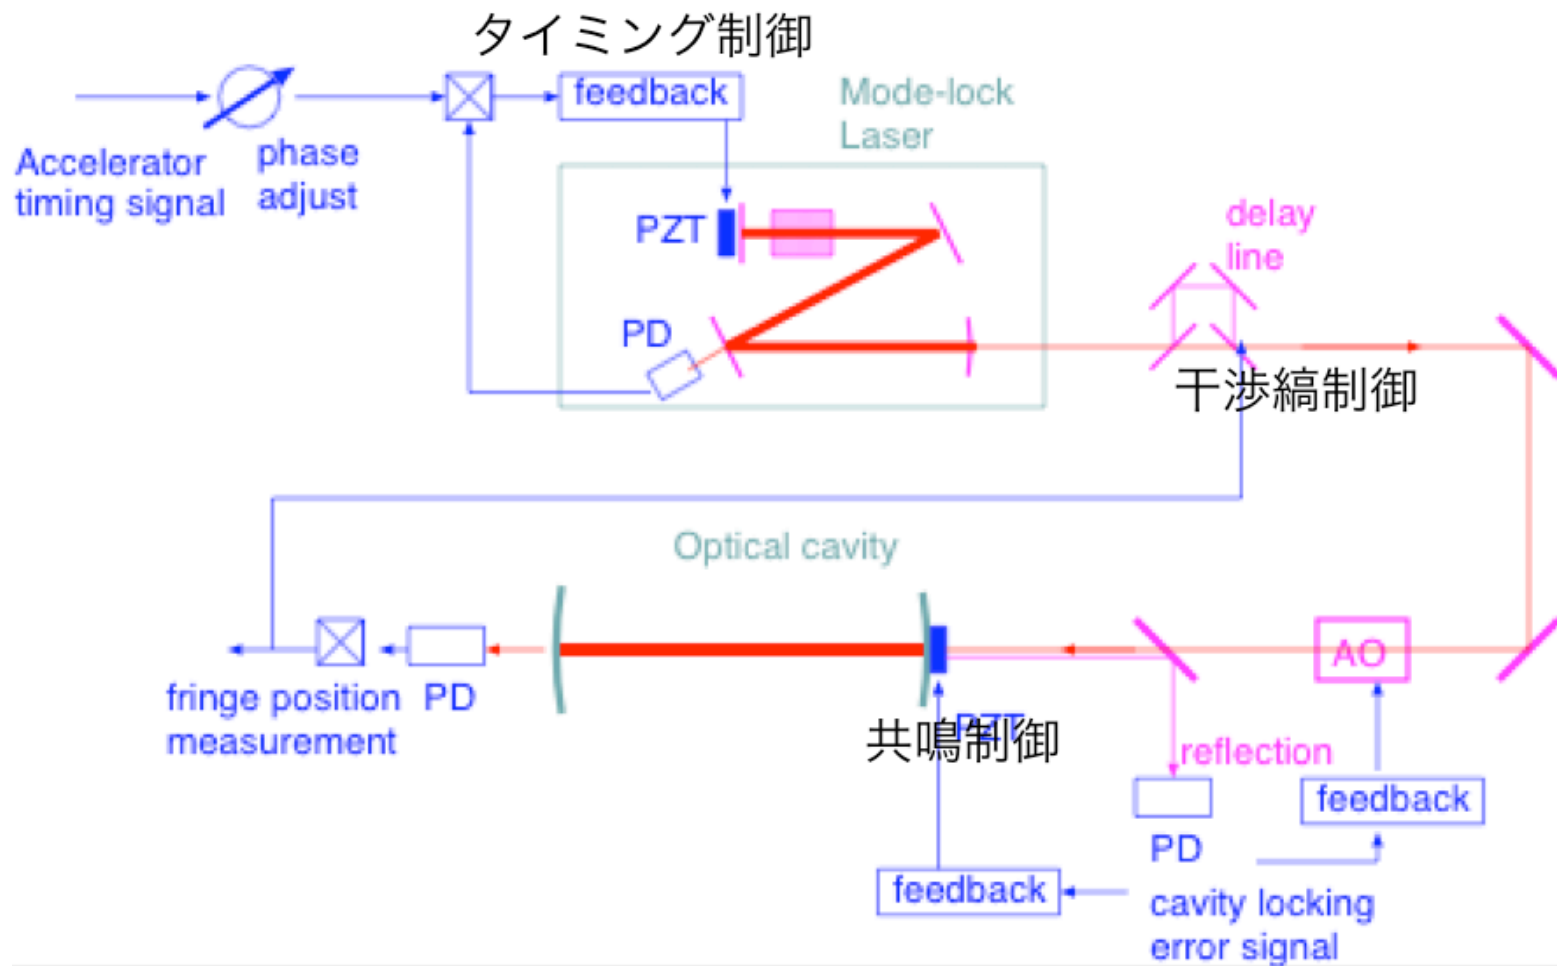 タイミング制御
feedback
Mode-lock
Laser
Accelerator
timing signal
phase
adjust
PZT
delay
line
PD
干渉縞制御
Optical cavity
AO
fringe position
measurement
PD
PZT
共鳴制御
reflection
feedback
PD
feedback
cavity locking
error signal